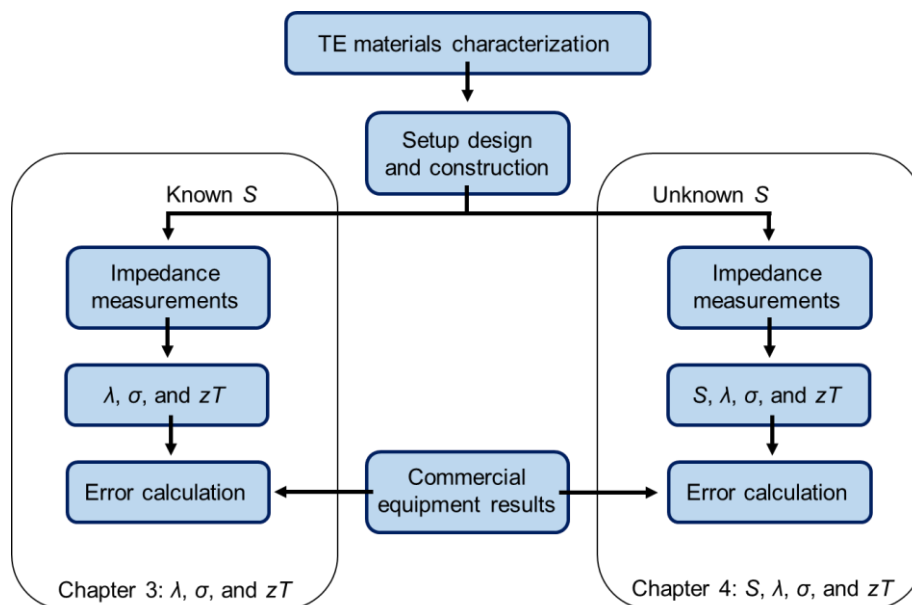 TE materials characterization
Setup design
and construction
Known S
Unknown S
Impedance
measurements
Impedance
measurements
λ, σ, and zT
S, λ, σ, and zT
Error calculation
Commercial
equipment results
Error calculation
Chapter 3: λ, σ, and zT
Chapter 4: S, λ, σ, and zT